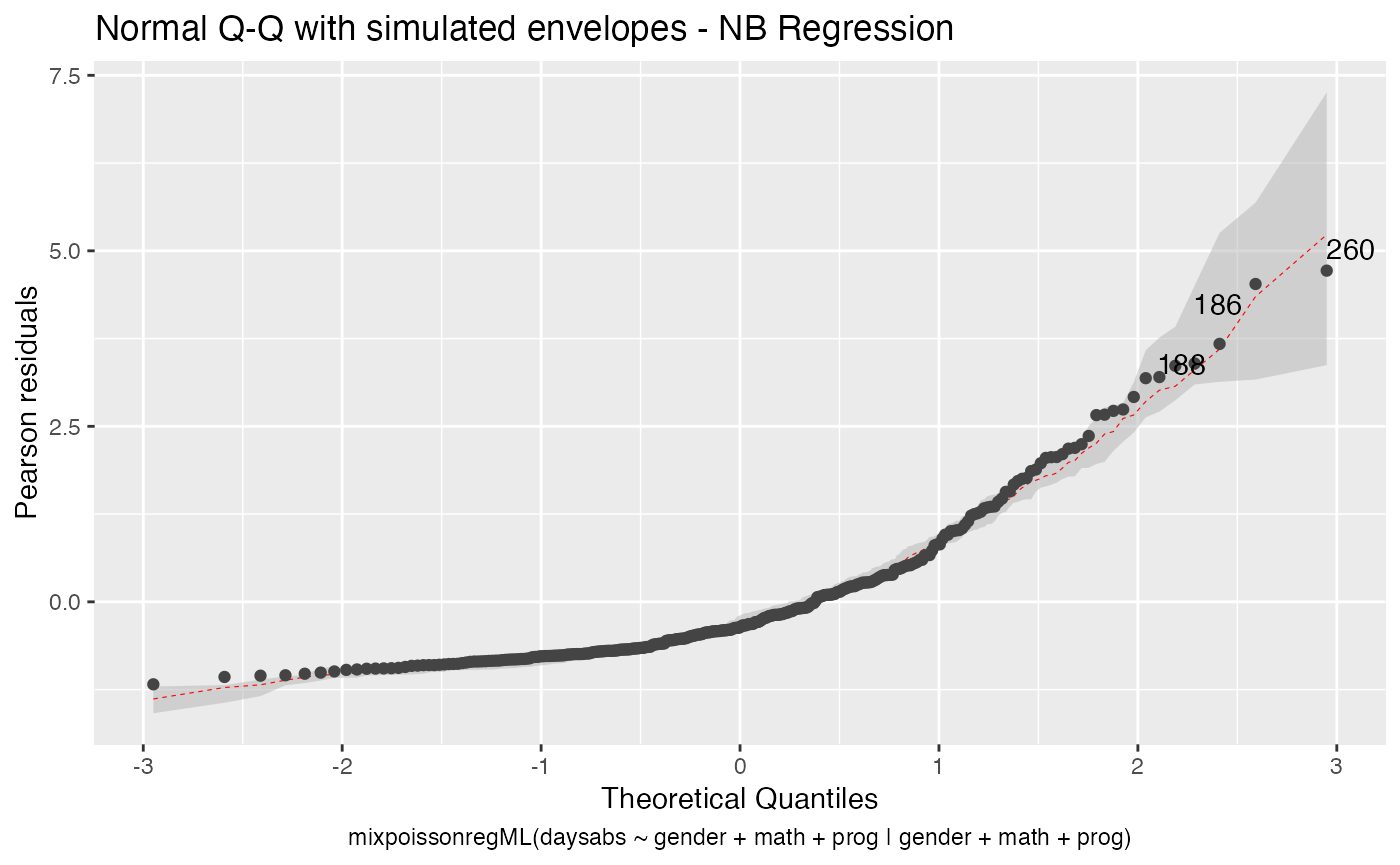 Normal Q-Q with simulated envelopes - NB Regression
7.5
5.0
2.5
0.0
Pearson residuals
260
186
188
-3 -2 -1 0 1 2 3
Theoretical Quantiles
mixpoissonregML(daysabs ~ gender + math + prog | gender + math + prog)